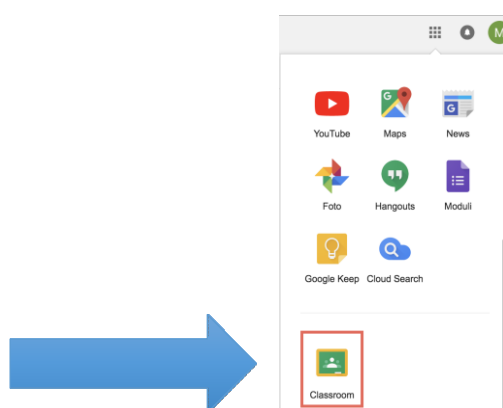 M
YouTube Maps News
Foto Hangouts Moduli
Google Keep Cloud Search
Classroom